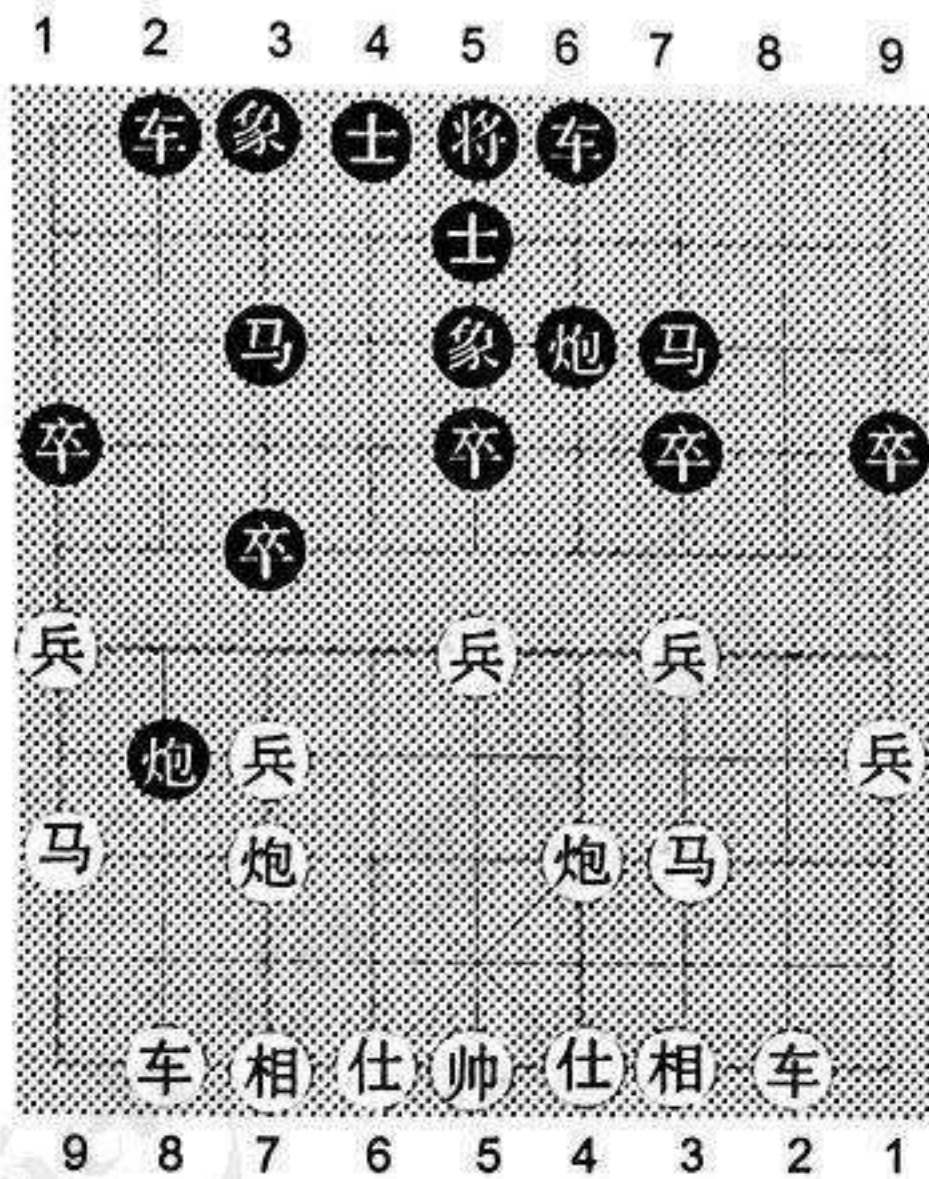 1 2 3 4 5 6 7 8 9
车 象 士 将 车
士
马 象 炮 马
卒 卒 卒 卒
卒
兵 兵 兵
炮 兵 兵
马 炮 炮 马
车 相 仕 帅 仕 相 车
9 8 7 6 5 4 3 2 1